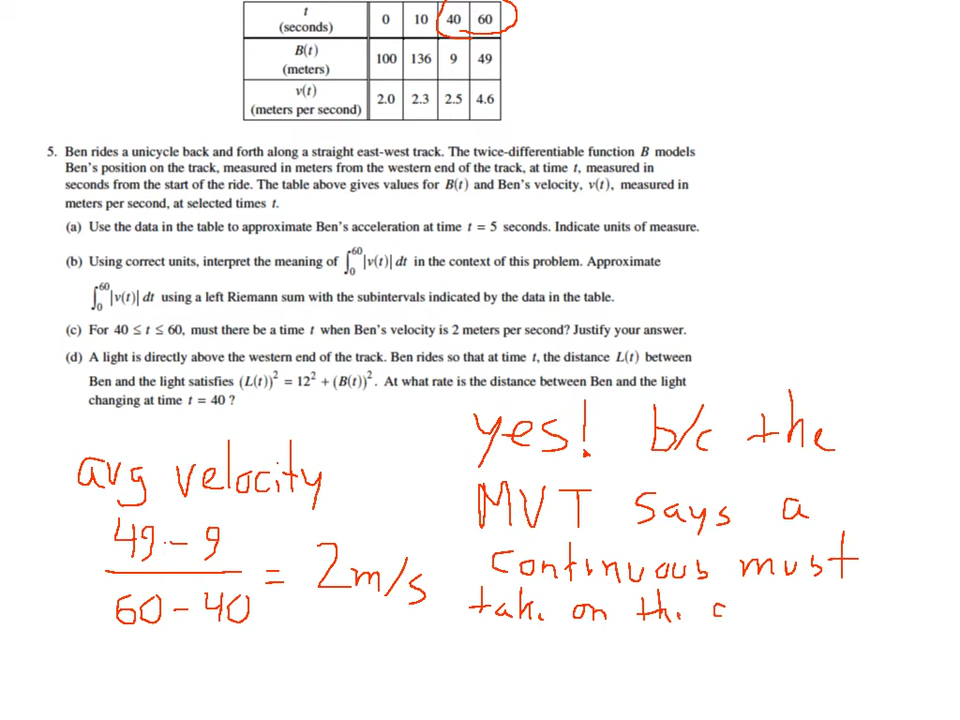 t
(seconds) 0 10 40 60
B(t)
(meters) 100 136 9 49
v(t)
(meters per second) 2.0 2.3 2.5 4.6
5. Ben rides a unicycle back and forth along a straight east-west track. The twice-differentiable function B models
Ben's position on the track, measured in meters from the western end of the track, at time t, measured in
seconds from the start of the ride. The table above gives values for B(t) and Ben's velocity, v(t), measured in
meters per second, at selected times t.
(a) Use the data in the table to approximate Ben's acceleration at time t = 5 seconds. Indicate units of measure.
(b) Using correct units, interpret the meaning of ∫₀⁶⁰ |v(t)| dt in the context of this problem. Approximate
∫₀⁶⁰ |v(t)| dt using a left Riemann sum with the subintervals indicated by the data in the table.
(c) For 40 ≤ t ≤ 60, must there be a time t when Ben's velocity is 2 meters per second? Justify your answer.
(d) A light is directly above the western end of the track. Ben rides so that at time t, the distance L(t) between
Ben and the light satisfies (L(t))² = 12² + (B(t))². At what rate is the distance between Ben and the light
changing at time t = 40 ?
avg velocity
49 - 9
60 - 40
= 2m/s
yes! b/c the
MVT says a
continuous must
take on the c